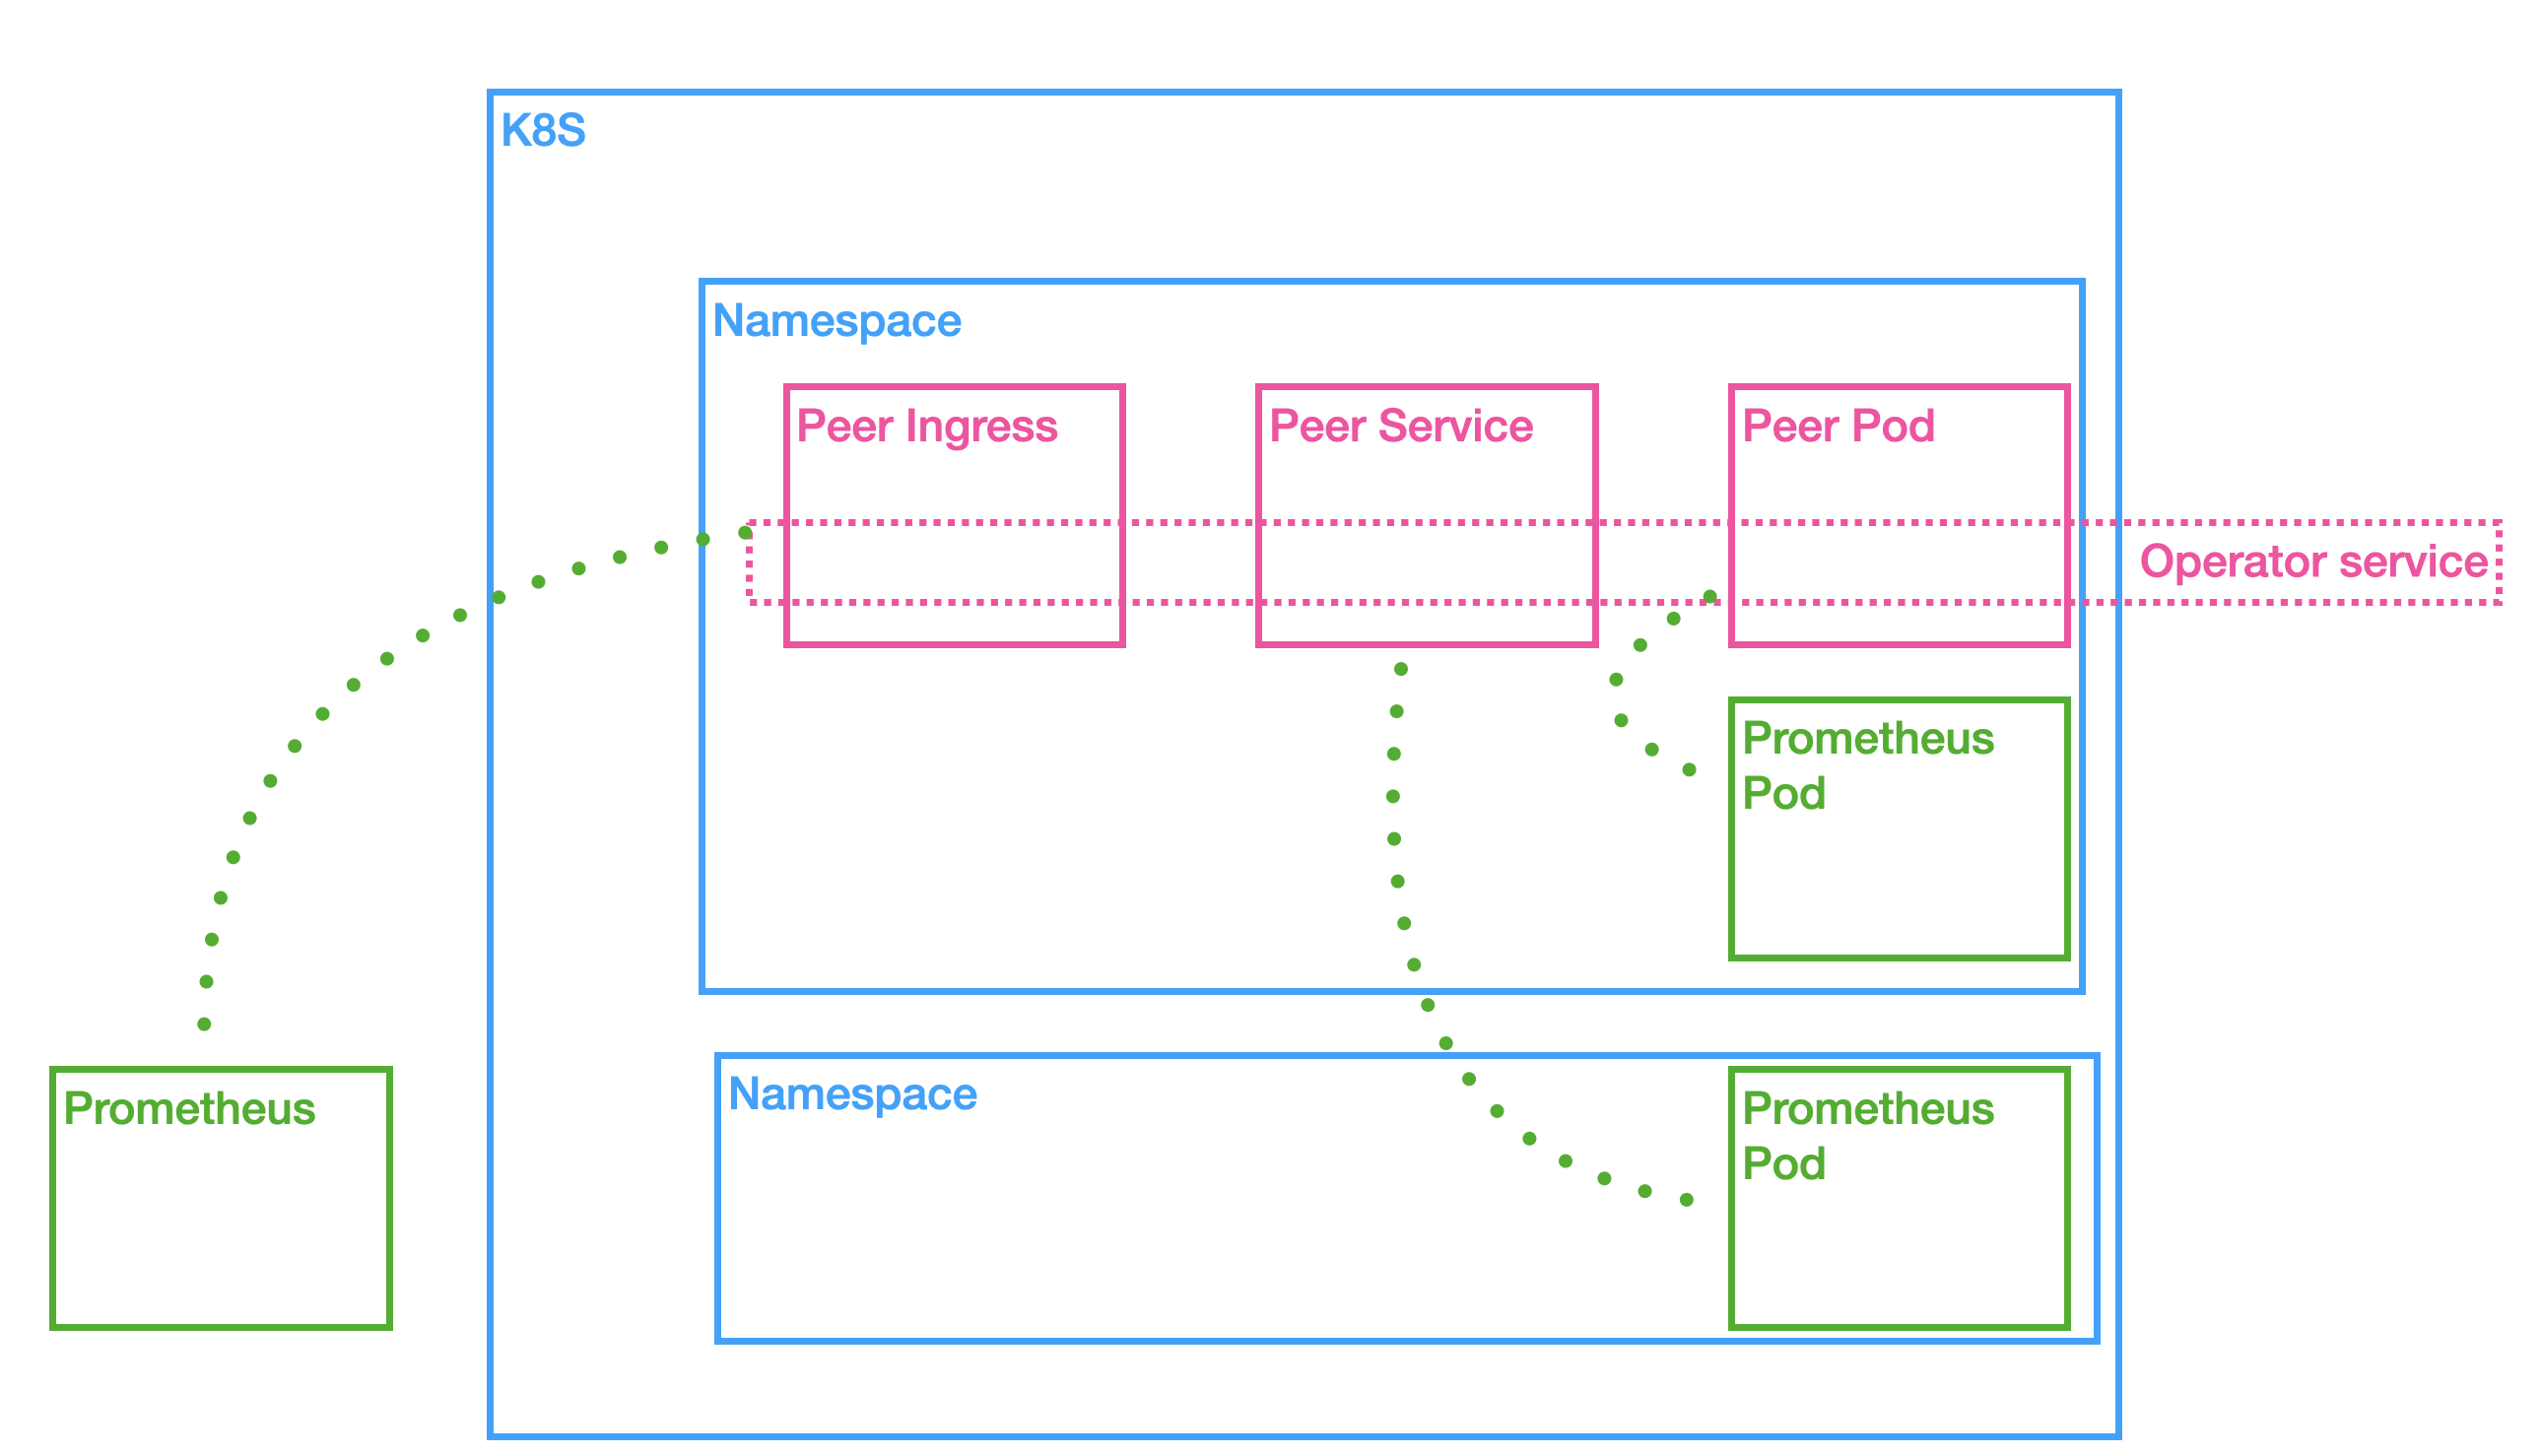 K8S
Namespace
Peer Ingress
Peer Service
Peer Pod
Operator service
Prometheus
Pod
Prometheus
Namespace
Prometheus
Pod